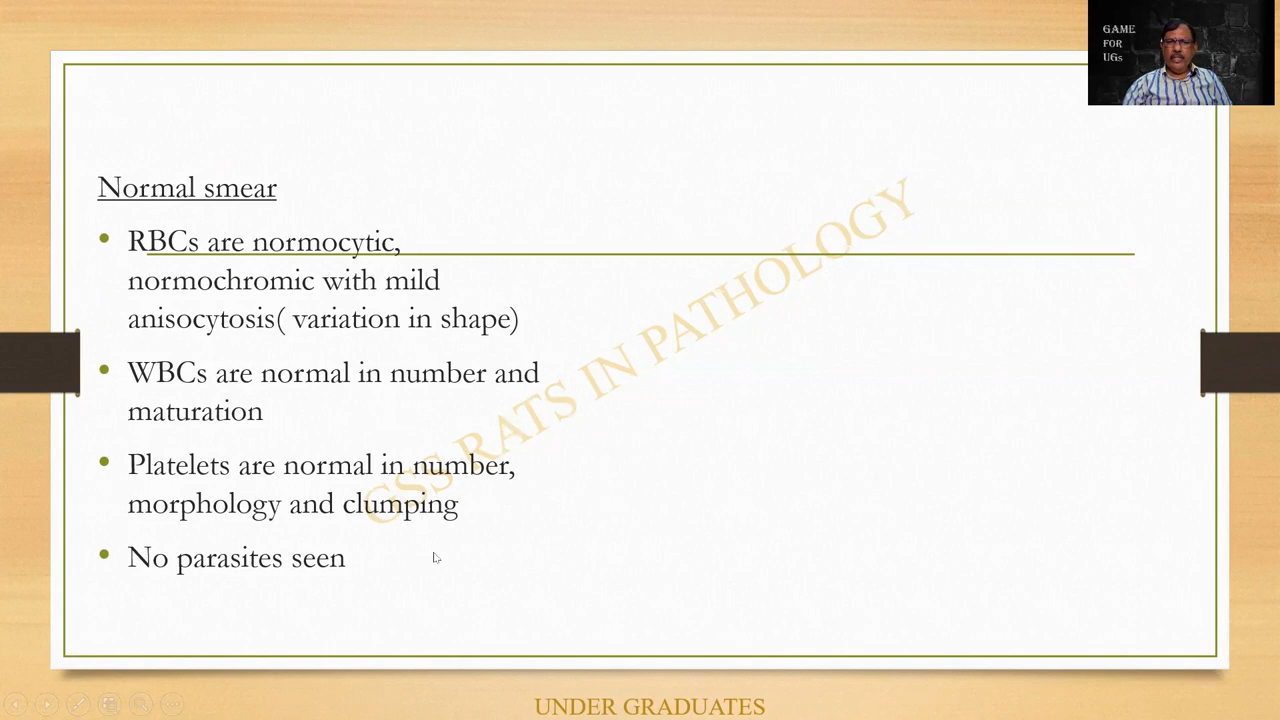 GAME
FOR
UGs
Normal smear
RBCs are normocytic,
normochromic with mild
anisocytosis( variation in shape)
WBCs are normal in number and
maturation
Platelets are normal in number,
morphology and clumping
No parasites seen
GSS RATS IN PATHOLOGY
UNDER GRADUATES